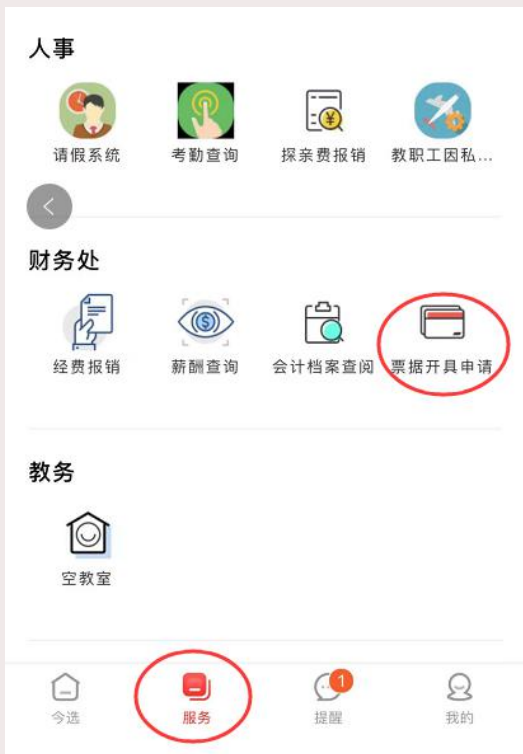 人事
请假系统 考勤查询 探亲费报销 教职工因私...
财务处
经费报销 薪酬查询 会计档案查阅 票据开具申请
教务
空教室
1
今选 服务 提醒 我的